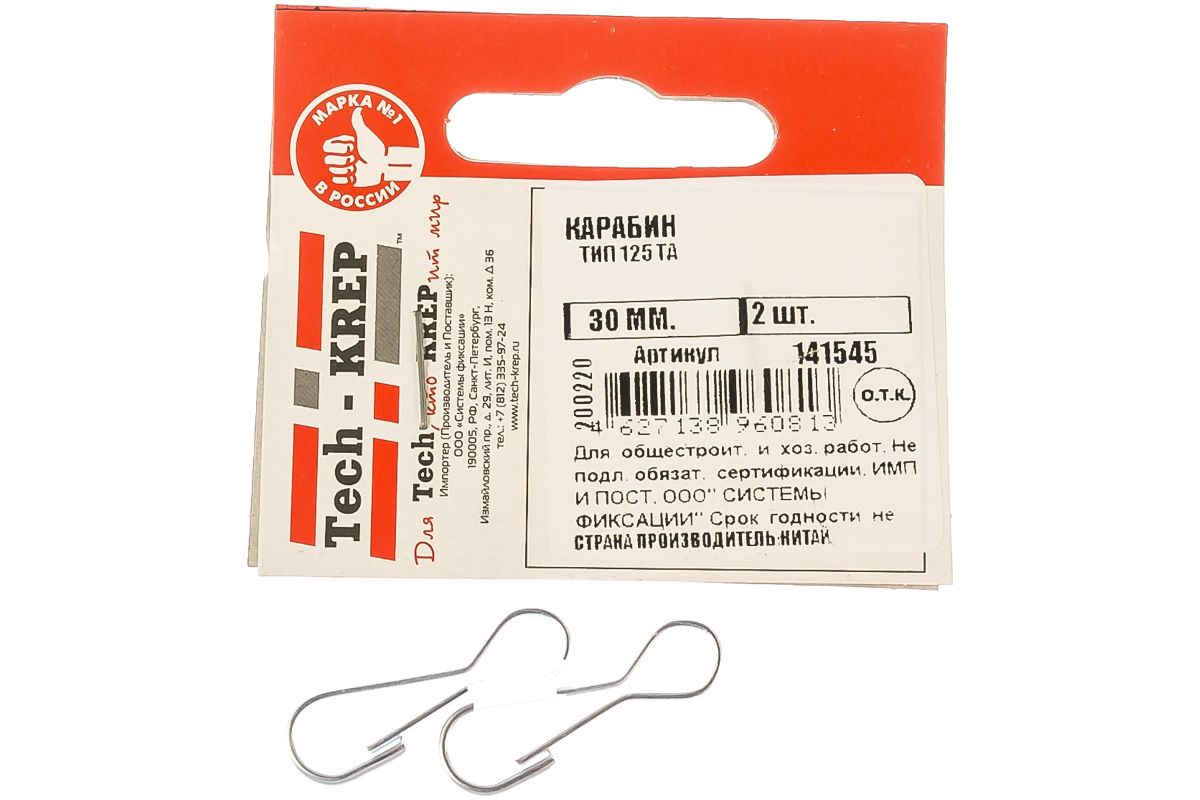 МАРКА №1
В РОССИИ
Tech-KREP™
Для Tech-KREP
Импортер (Производитель и Поставщик):
ООО «Системы фиксации»
190005, РФ, Санкт-Петербург,
Измайловский пр., д. 29, лит. И, пом. 13 Н, ком. Д 36
тел.: +7 (812) 335-97-24
www.tech-krep.ru
КАРАБИН
ТИП 125 ТА
30 ММ. 2 шт.
Артикул 141545
200220
4 627138 960813
О.Т.К.
Для общестроит. и хоз. работ. Не
подл. обязат. сертификации. ИМП
И ПОСТ. ООО" СИСТЕМЫ
ФИКСАЦИИ" Срок годности не
СТРАНА ПРОИЗВОДИТЕЛЬ:КИТАЙ